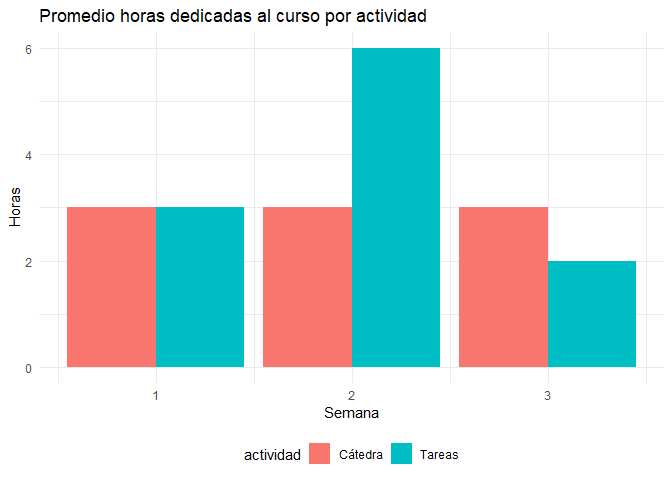 Promedio horas dedicadas al curso por actividad
6
4
2
0
Horas
1 2 3
Semana
actividad Cátedra Tareas